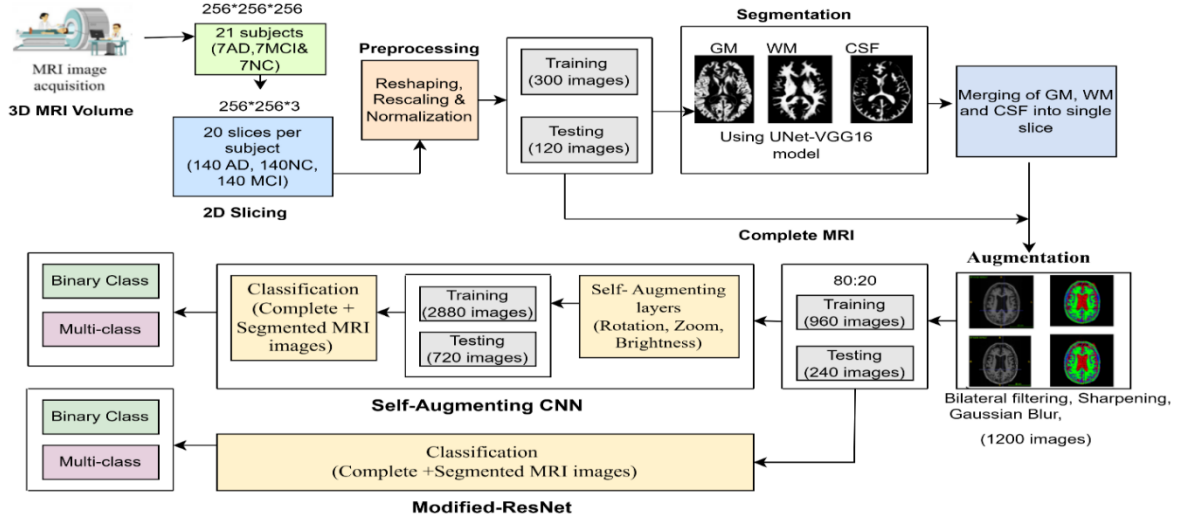 MRI image
acquisition
3D MRI Volume
256*256*256
21 subjects
(7AD,7MCI&
7NC)
256*256*3
20 slices per
subject
(140 AD, 140NC,
140 MCI)
2D Slicing
Preprocessing
Reshaping,
Rescaling &
Normalization
Training
(300 images)
Testing
(120 images)
Segmentation
GM WM CSF
Using UNet-VGG16
model
Merging of GM, WM
and CSF into single
slice
Complete MRI
Augmentation
Bilateral filtering, Sharpening,
Gaussian Blur,
(1200 images)
80:20
Training
(960 images)
Testing
(240 images)
Self- Augmenting
layers
(Rotation, Zoom,
Brightness)
Training
(2880 images)
Testing
(720 images)
Classification
(Complete +
Segmented MRI
images)
Self-Augmenting CNN
Binary Class
Multi-class
Classification
(Complete +Segmented MRI images)
Modified-ResNet
Binary Class
Multi-class